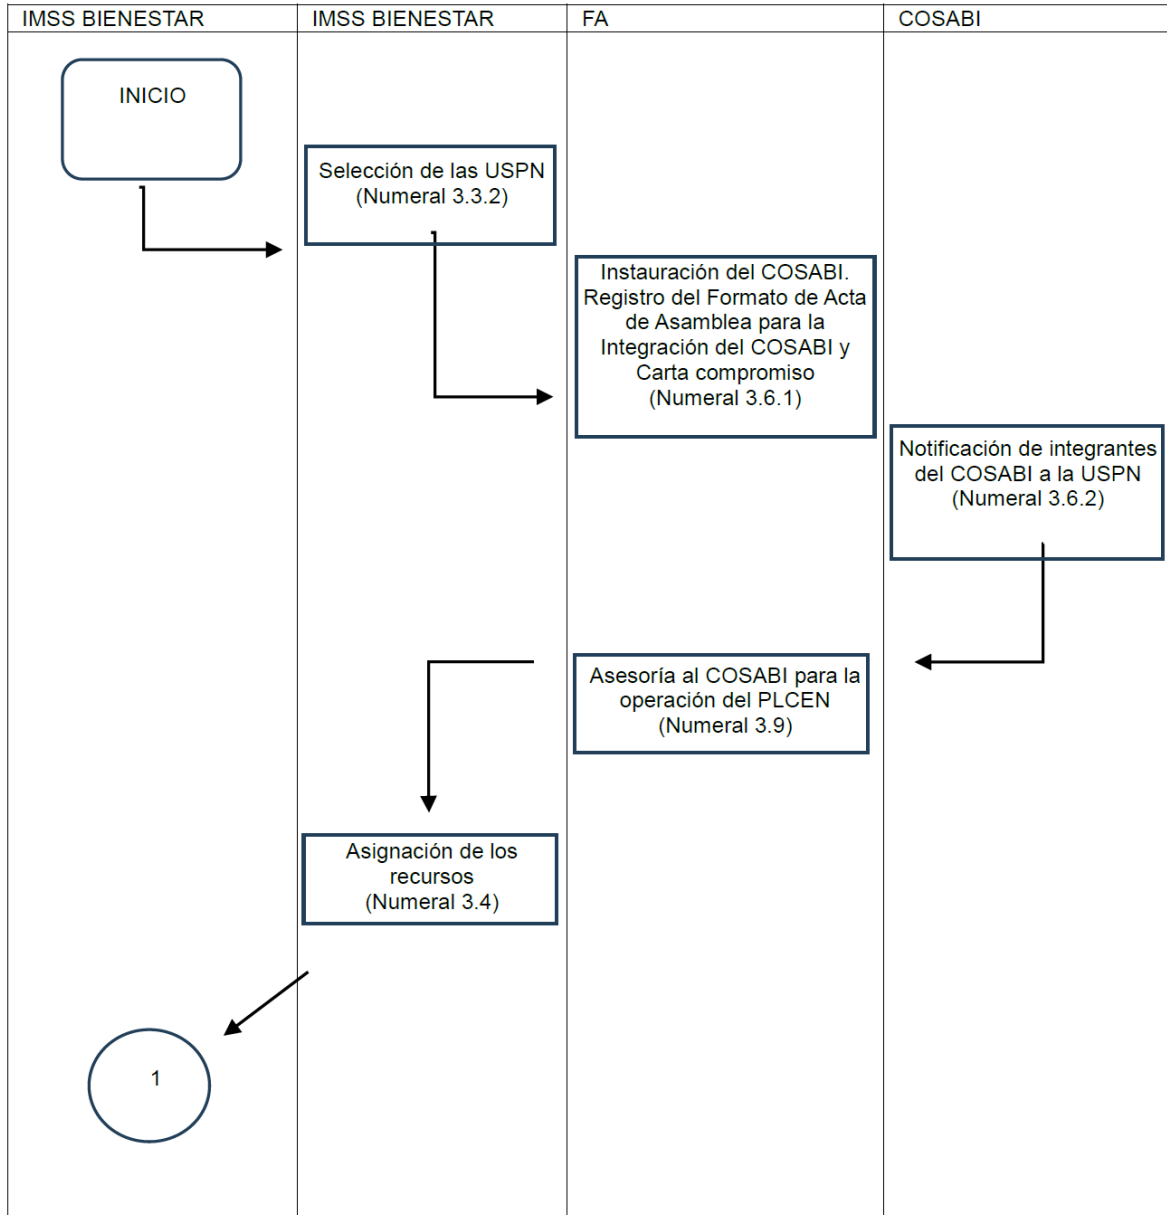 IMSS BIENESTAR
IMSS BIENESTAR
FA
COSABI
INICIO
Selección de las USPN
(Numeral 3.3.2)
Instauración del COSABI.
Registro del Formato de Acta
de Asamblea para la
Integración del COSABI y
Carta compromiso
(Numeral 3.6.1)
Notificación de integrantes
del COSABI a la USPN
(Numeral 3.6.2)
Asesoría al COSABI para la
operación del PLCEN
(Numeral 3.9)
Asignación de los
recursos
(Numeral 3.4)
1